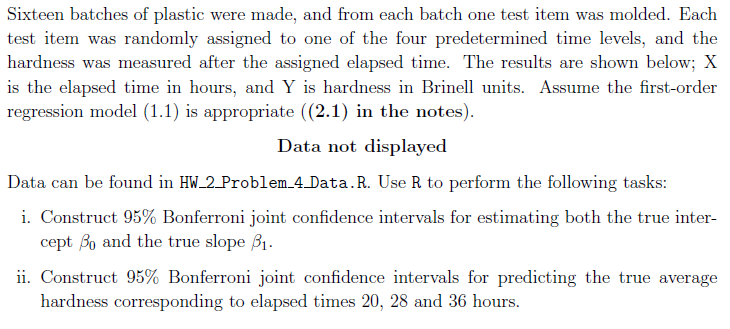 Sixteen batches of plastic were made, and from each batch one test item was molded. Each
test item was randomly assigned to one of the four predetermined time levels, and the
hardness was measured after the assigned elapsed time. The results are shown below; X
is the elapsed time in hours, and Y is hardness in Brinell units. Assume the first-order
regression model (1.1) is appropriate ((2.1) in the notes).
Data not displayed
Data can be found in HW_2_Problem_4_Data.R. Use R to perform the following tasks:
i. Construct 95% Bonferroni joint confidence intervals for estimating both the true inter-
cept β₀ and the true slope β₁.
ii. Construct 95% Bonferroni joint confidence intervals for predicting the true average
hardness corresponding to elapsed times 20, 28 and 36 hours.